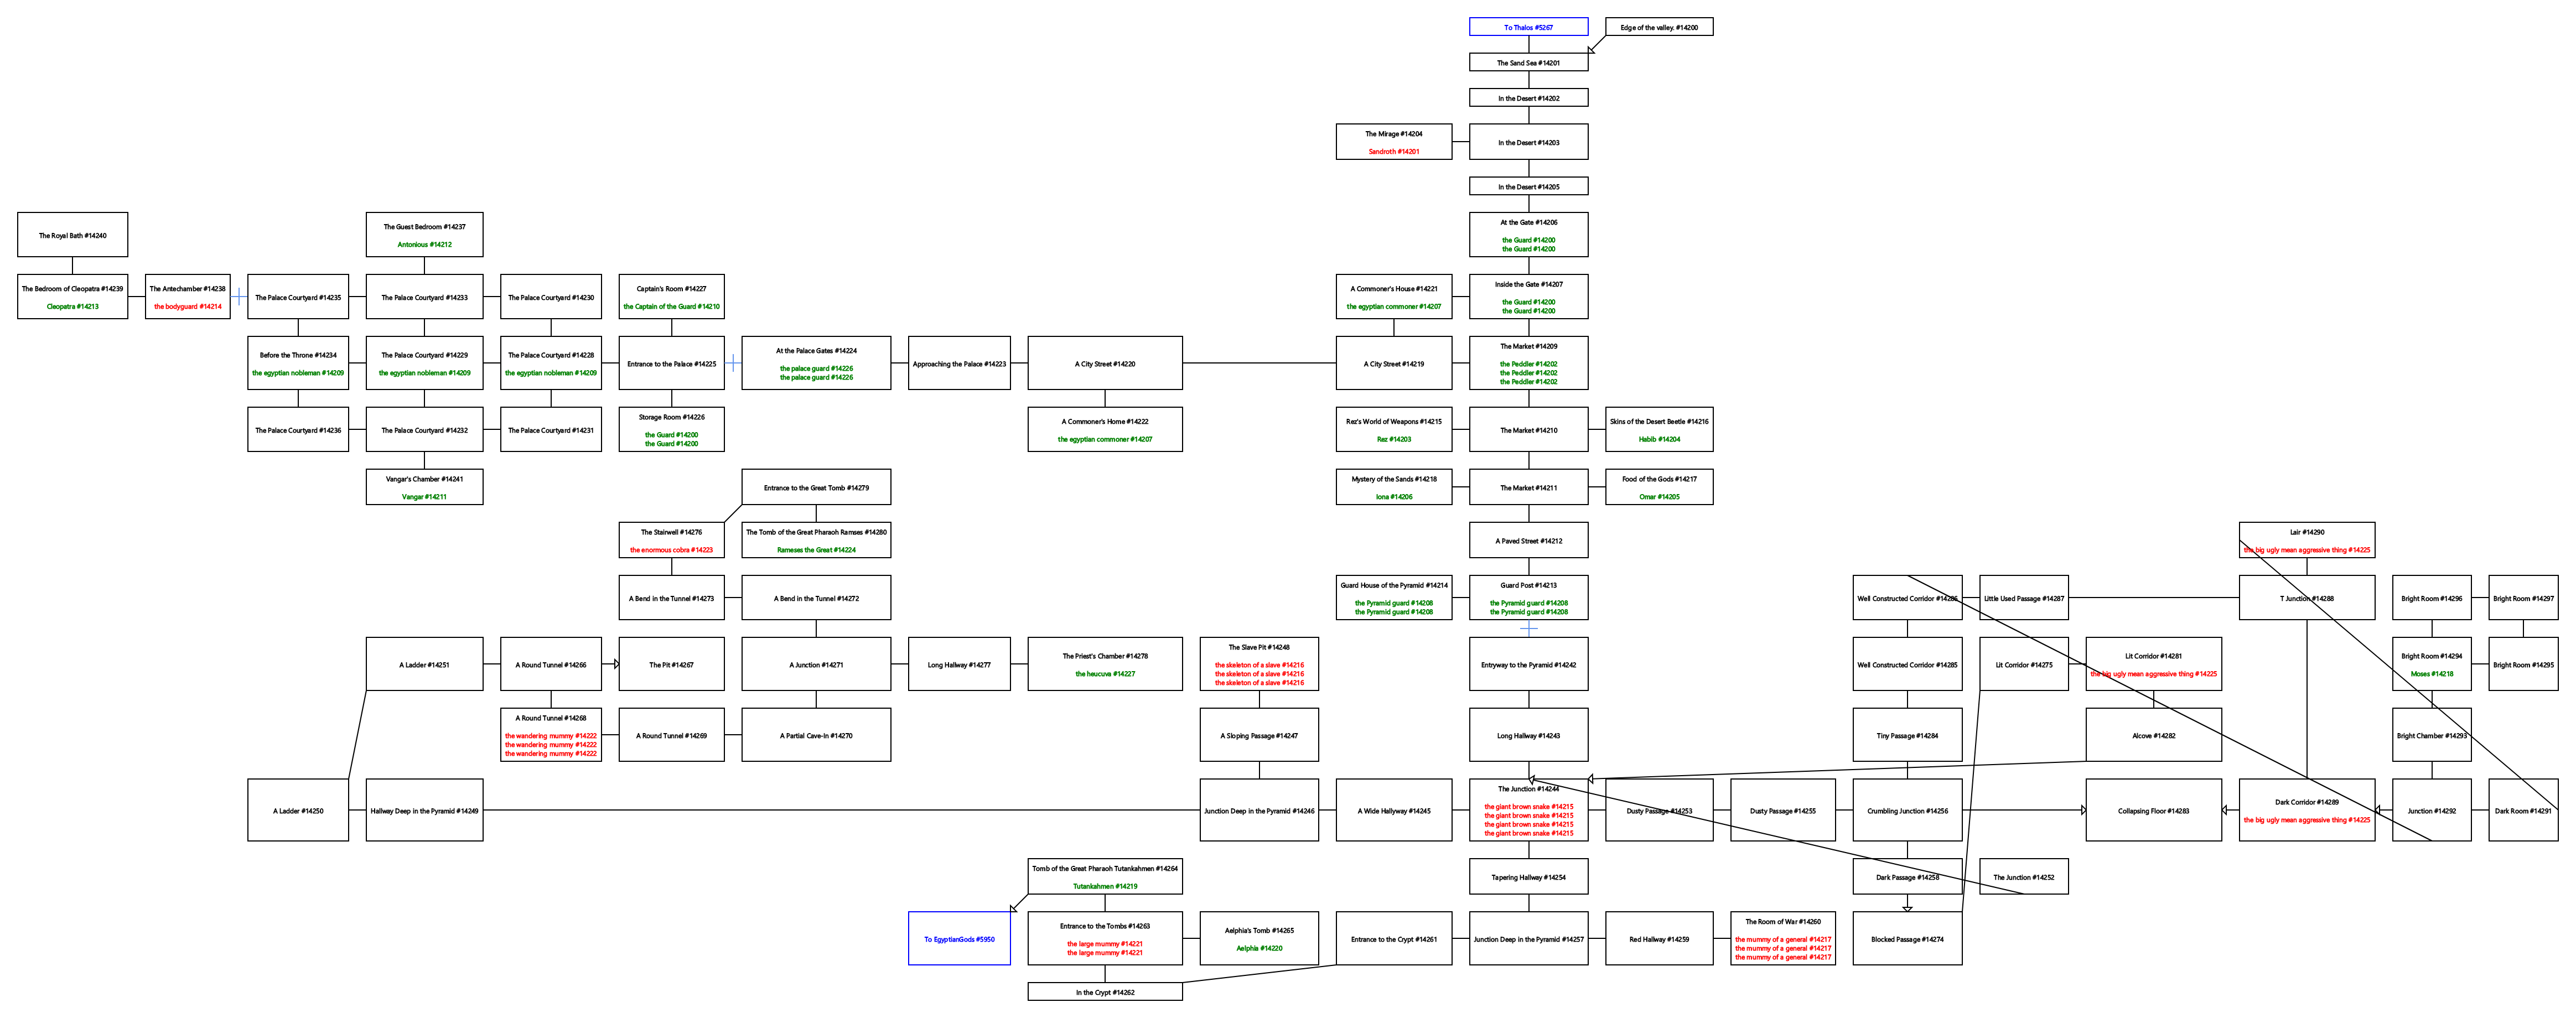 To Thalos #5267
Edge of the valley. #14200
The Sand Sea #14201
In the Desert #14202
The Mirage #14204
Sandroth #14201
In the Desert #14203
In the Desert #14205
The Royal Bath #14240
The Guest Bedroom #14237
Antonious #14212
At the Gate #14206
the Guard #14200
the Guard #14200
The Bedroom of Cleopatra #14239
Cleopatra #14213
The Antechamber #14238
the bodyguard #14214
The Palace Courtyard #14235
The Palace Courtyard #14233
The Palace Courtyard #14230
Captain's Room #14227
the Captain of the Guard #14210
A Commoner's House #14221
the egyptian commoner #14207
Inside the Gate #14207
the Guard #14200
the Guard #14200
Before the Throne #14234
the egyptian nobleman #14209
The Palace Courtyard #14229
the egyptian nobleman #14209
The Palace Courtyard #14228
the egyptian nobleman #14209
Entrance to the Palace #14225
At the Palace Gates #14224
the palace guard #14226
the palace guard #14226
Approaching the Palace #14223
A City Street #14220
A City Street #14219
The Market #14209
the Peddler #14202
the Peddler #14202
the Peddler #14202
The Palace Courtyard #14236
The Palace Courtyard #14232
The Palace Courtyard #14231
Storage Room #14226
the Guard #14200
the Guard #14200
A Commoner's Home #14222
the egyptian commoner #14207
Rez's World of Weapons #14215
Rez #14203
The Market #14210
Skins of the Desert Beetle #14216
Habib #14204
Vangar's Chamber #14241
Vangar #14211
Entrance to the Great Tomb #14279
Mystery of the Sands #14218
Iona #14206
The Market #14211
Food of the Gods #14217
Omar #14205
The Stairwell #14276
the enormous cobra #14223
The Tomb of the Great Pharaoh Ramses #14280
Rameses the Great #14224
A Paved Street #14212
Lair #14290
the big ugly mean aggressive thing #14225
A Bend in the Tunnel #14273
A Bend in the Tunnel #14272
Guard House of the Pyramid #14214
the Pyramid guard #14208
the Pyramid guard #14208
Guard Post #14213
the Pyramid guard #14208
the Pyramid guard #14208
Well Constructed Corridor #14286
Little Used Passage #14287
T Junction #14288
Bright Room #14296
Bright Room #14297
A Ladder #14251
A Round Tunnel #14266
The Pit #14267
A Junction #14271
Long Hallway #14277
The Priest's Chamber #14278
the heucuva #14227
The Slave Pit #14248
the skeleton of a slave #14216
the skeleton of a slave #14216
the skeleton of a slave #14216
Entryway to the Pyramid #14242
Well Constructed Corridor #14285
Lit Corridor #14275
Lit Corridor #14281
the big ugly mean aggressive thing #14225
Bright Room #14294
Moses #14218
Bright Room #14295
A Round Tunnel #14268
the wandering mummy #14222
the wandering mummy #14222
the wandering mummy #14222
A Round Tunnel #14269
A Partial Cave-In #14270
A Sloping Passage #14247
Long Hallway #14243
Tiny Passage #14284
Alcove #14282
Bright Chamber #14293
A Ladder #14250
Hallway Deep in the Pyramid #14249
Junction Deep in the Pyramid #14246
A Wide Hallyway #14245
The Junction #14244
the giant brown snake #14215
the giant brown snake #14215
the giant brown snake #14215
the giant brown snake #14215
Dusty Passage #14253
Dusty Passage #14255
Crumbling Junction #14256
Collapsing Floor #14283
Dark Corridor #14289
the big ugly mean aggressive thing #14225
Junction #14292
Dark Room #14291
Tomb of the Great Pharaoh Tutankahmen #14264
Tutankahmen #14219
Tapering Hallway #14254
Dark Passage #14258
The Junction #14252
To EgyptianGods #5950
Entrance to the Tombs #14263
the large mummy #14221
the large mummy #14221
Aelphia's Tomb #14265
Aelphia #14220
Entrance to the Crypt #14261
Junction Deep in the Pyramid #14257
Red Hallway #14259
The Room of War #14260
the mummy of a general #14217
the mummy of a general #14217
the mummy of a general #14217
Blocked Passage #14274
In the Crypt #14262